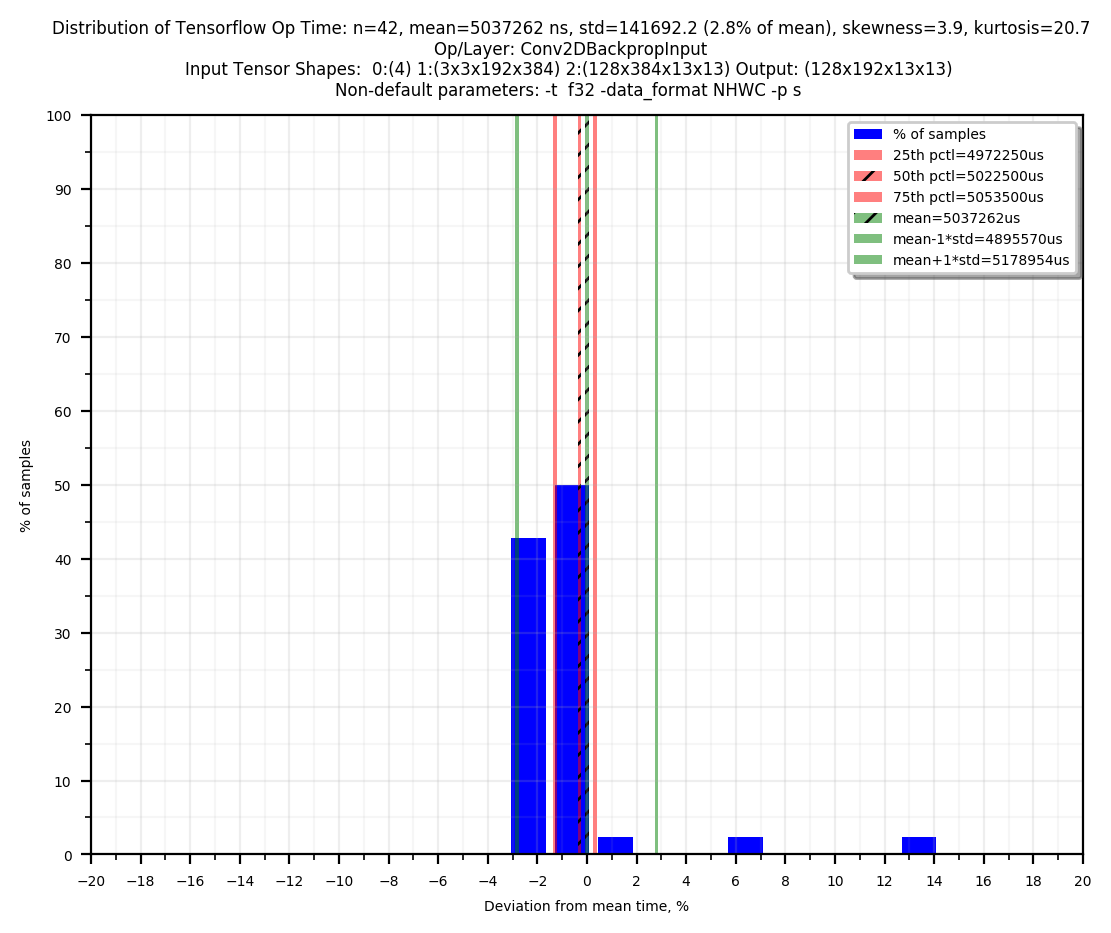 Distribution of Tensorflow Op Time: n=42, mean=5037262 ns, std=141692.2 (2.8% of mean), skewness=3.9, kurtosis=20.7
Op/Layer: Conv2DBackpropInput
Input Tensor Shapes:  0:(4) 1:(3x3x192x384) 2:(128x384x13x13) Output: (128x192x13x13)
Non-default parameters: -t  f32 -data_format NHWC -p s
% of samples
25th pctl=4972250us
50th pctl=5022500us
75th pctl=5053500us
mean=5037262us
mean-1*std=4895570us
mean+1*std=5178954us
100
90
80
70
60
50
40
30
20
10
0
% of samples
−20 −18 −16 −14 −12 −10 −8 −6 −4 −2 0 2 4 6 8 10 12 14 16 18 20
Deviation from mean time, %